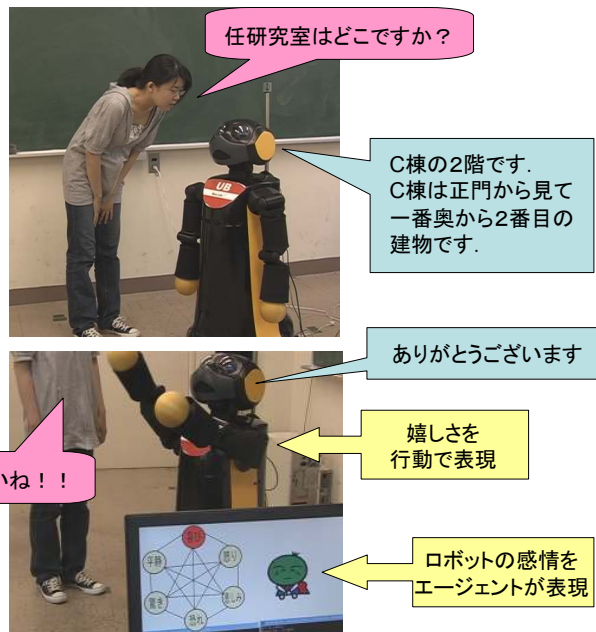 任研究室はどこですか？
UB
C棟の2階です.
C棟は正門から見て
一番奥から2番目の
建物です.
ありがとうございます
いね！！
嬉しさを
行動で表現
喜び
平静
怒り
驚き
悲しみ
恐れ
ロボットの感情を
エージェントが表現